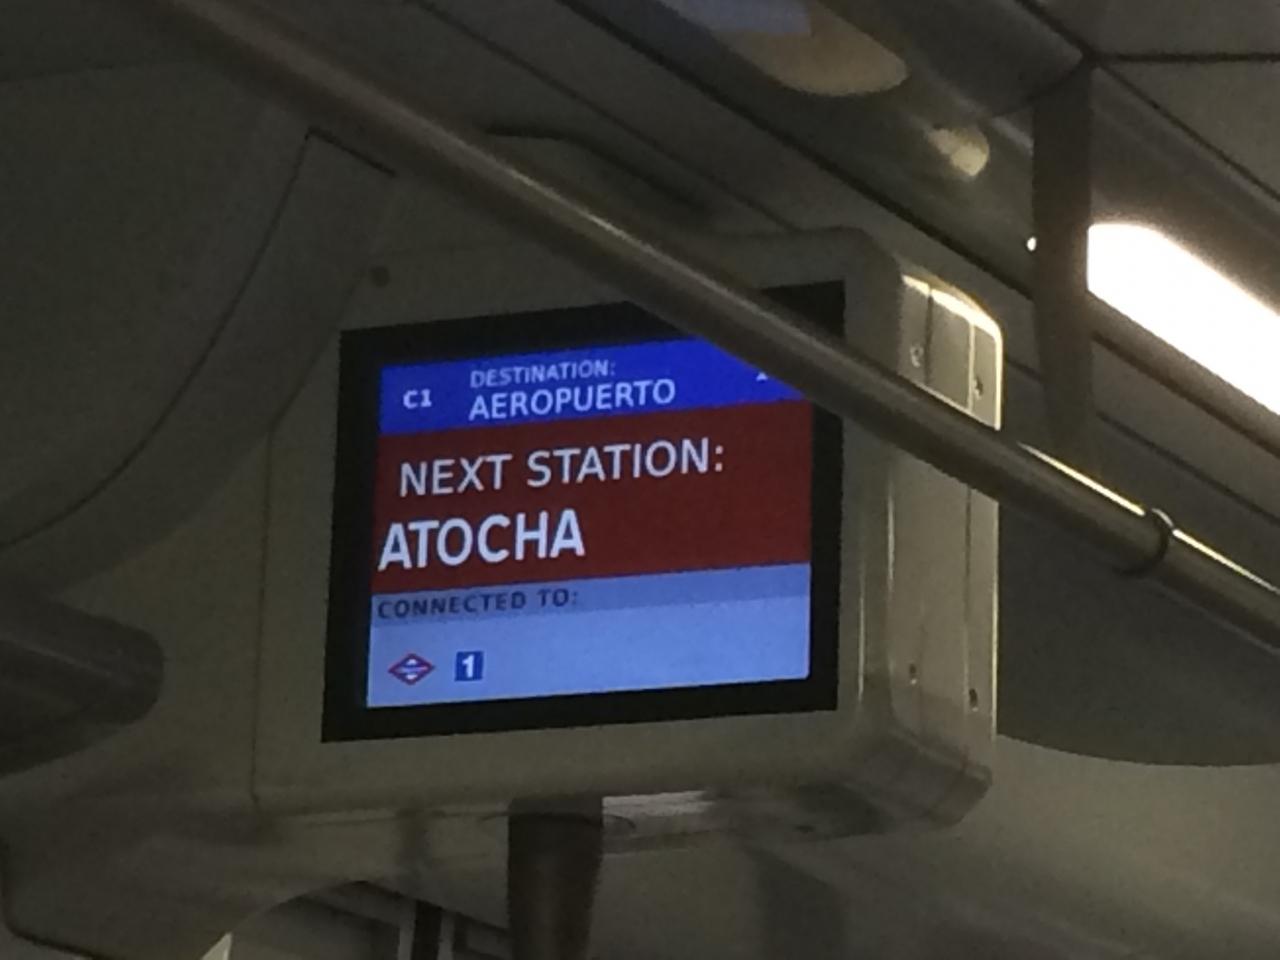 DESTINATION:
C1 AEROPUERTO
NEXT STATION:
ATOCHA
CONNECTED TO:
1